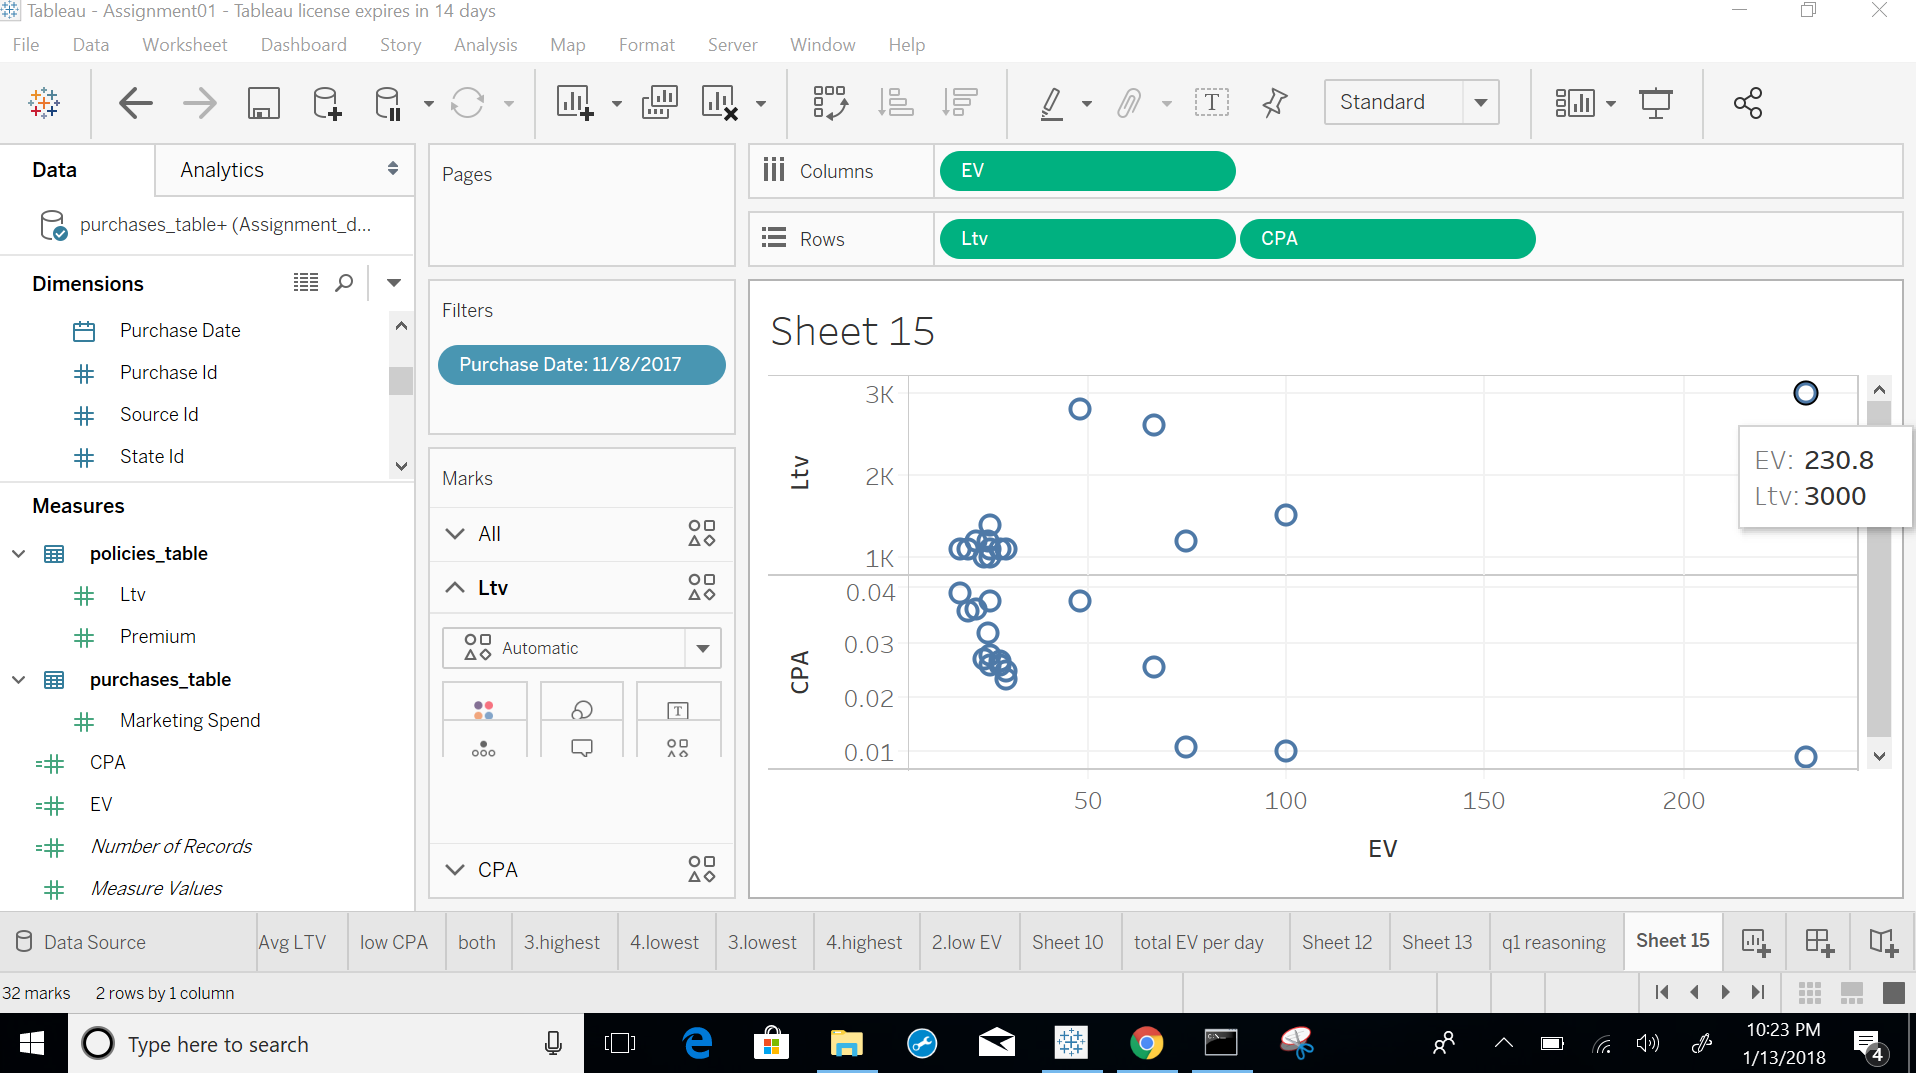 Tableau - Assignment01 - Tableau license expires in 14 days
File Data Worksheet Dashboard Story Analysis Map Format Server Window Help
T Standard
Data Analytics
purchases_table+ (Assignment_d...
Dimensions
Purchase Date
Purchase Id
Source Id
State Id
Measures
policies_table
Ltv
Premium
purchases_table
Marketing Spend
CPA
EV
Number of Records
Measure Values
Pages
Filters
Purchase Date: 11/8/2017
Marks
All
Ltv
Automatic
T
CPA
Columns EV
Rows Ltv CPA
Sheet 15
3K
2K
1K
Ltv
0.04
0.03
0.02
0.01
CPA
50 100 150 200
EV
EV: 230.8
Ltv: 3000
Data Source Avg LTV low CPA both 3.highest 4.lowest 3.lowest 4.highest 2.low EV Sheet 10 total EV per day Sheet 12 Sheet 13 q1 reasoning Sheet 15
32 marks 2 rows by 1 column
Type here to search
10:23 PM
1/13/2018
4